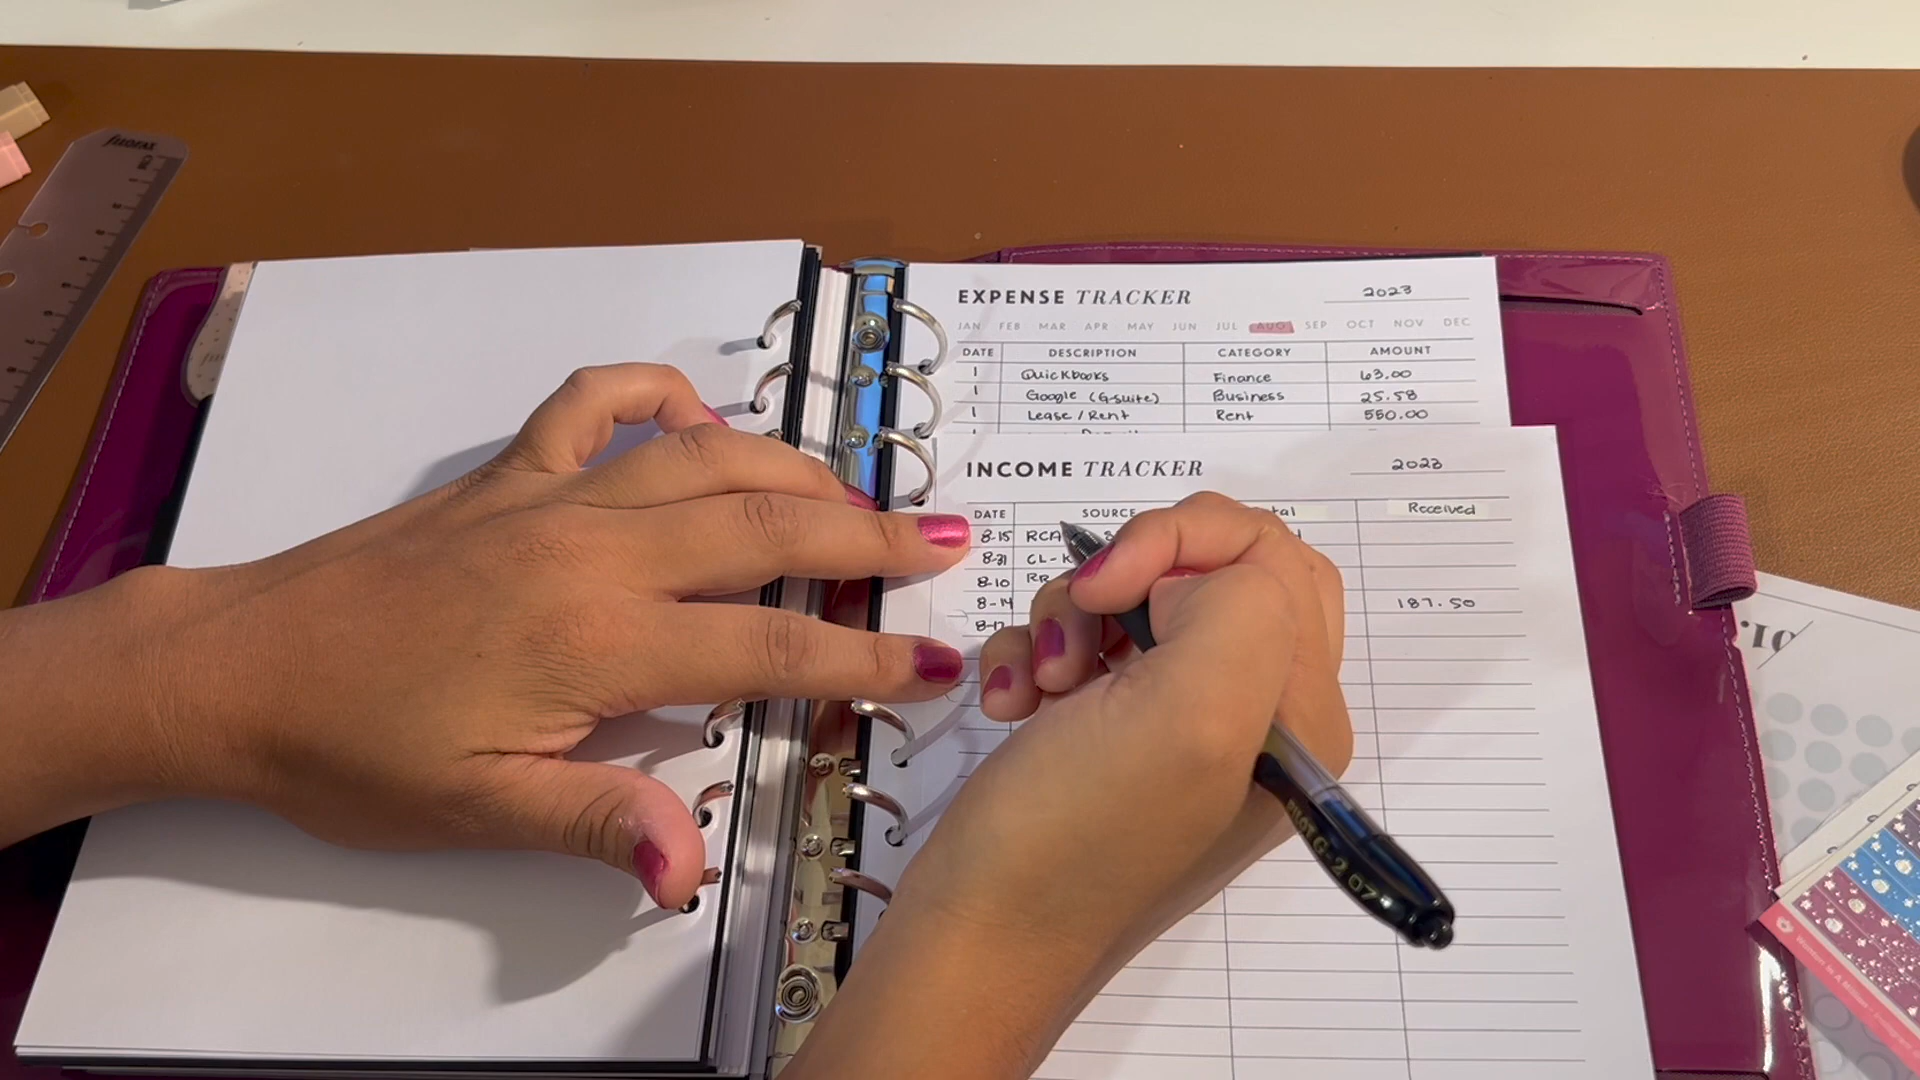 filofax
EXPENSE TRACKER 2023
JAN FEB MAR APR MAY JUN JUL AUG SEP OCT NOV DEC
DATE DESCRIPTION CATEGORY AMOUNT
1 Quickbooks Finance 63.00
1 Google (G-suite) Business 25.58
1 Lease / Rent Rent 550.00
INCOME TRACKER 2023
DATE SOURCE Received
8-15 RCA
8-31 CL-K
8-10 RR
8-14 187.50
8-17
PILOT G-2 07